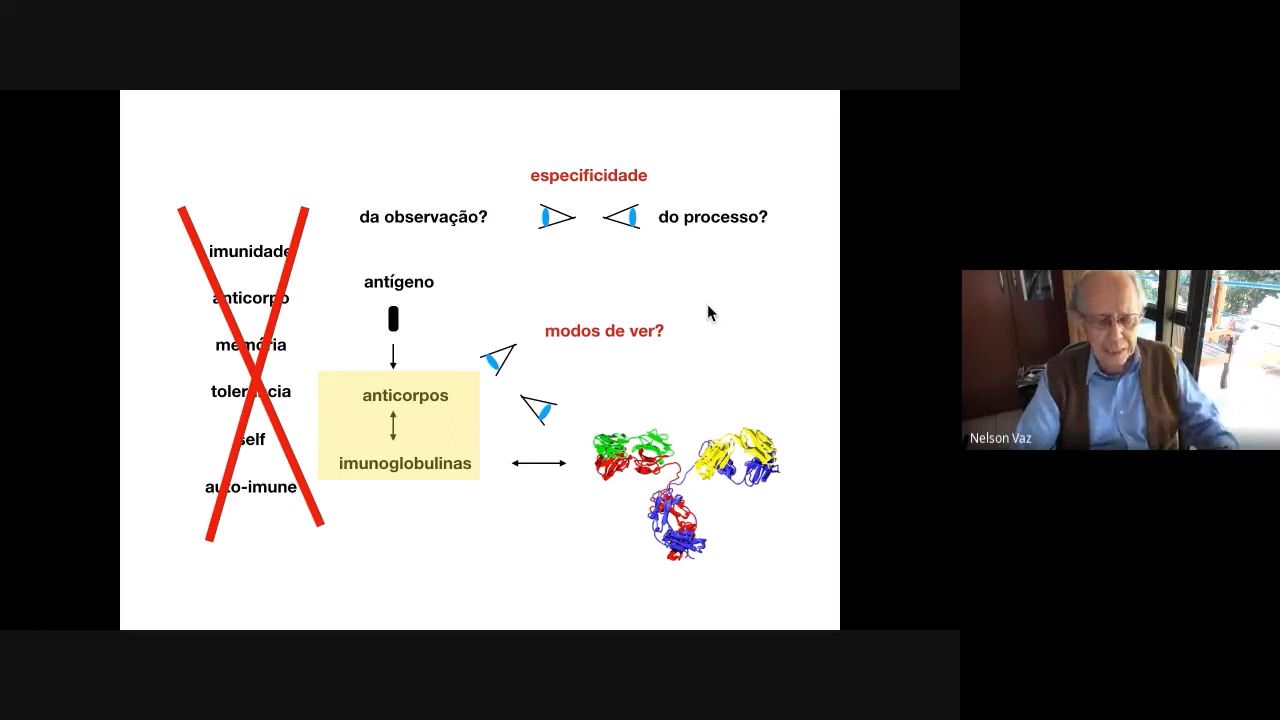 especificidade
da observação? do processo?
imunidade
anticorpo
memória
tolerância
self
auto-imune
antígeno
modos de ver?
anticorpos
imunoglobulinas
Nelson Vaz